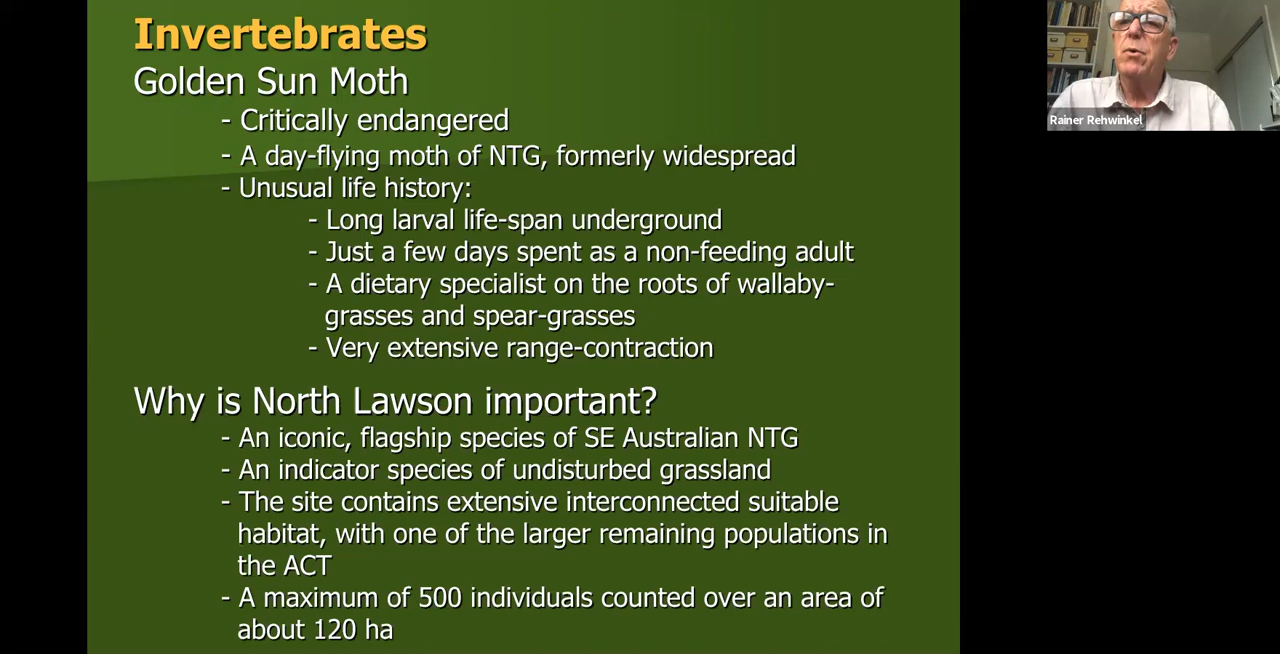 Invertebrates
Golden Sun Moth
- Critically endangered
- A day-flying moth of NTG, formerly widespread
- Unusual life history:
- Long larval life-span underground
- Just a few days spent as a non-feeding adult
- A dietary specialist on the roots of wallaby-
grasses and spear-grasses
- Very extensive range-contraction
Why is North Lawson important?
- An iconic, flagship species of SE Australian NTG
- An indicator species of undisturbed grassland
- The site contains extensive interconnected suitable
habitat, with one of the larger remaining populations in
the ACT
- A maximum of 500 individuals counted over an area of
about 120 ha
Rainer Rehwinkel